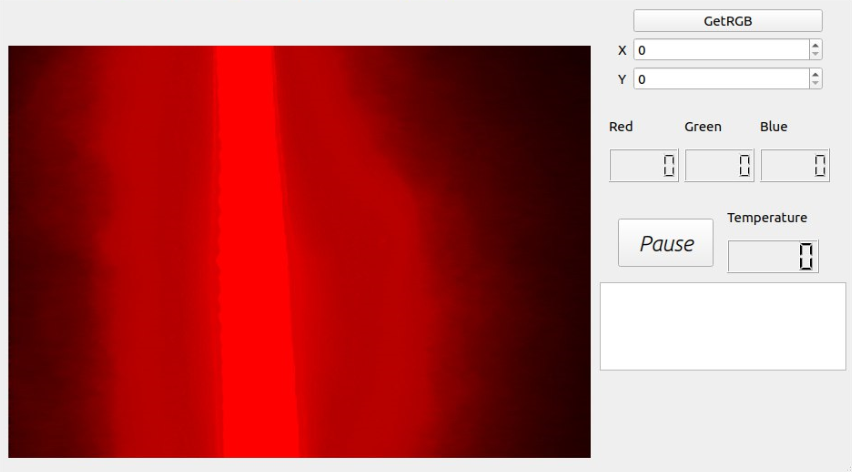 GetRGB
X 0
Y 0
Red Green Blue
0 0 0
Temperature
Pause 0